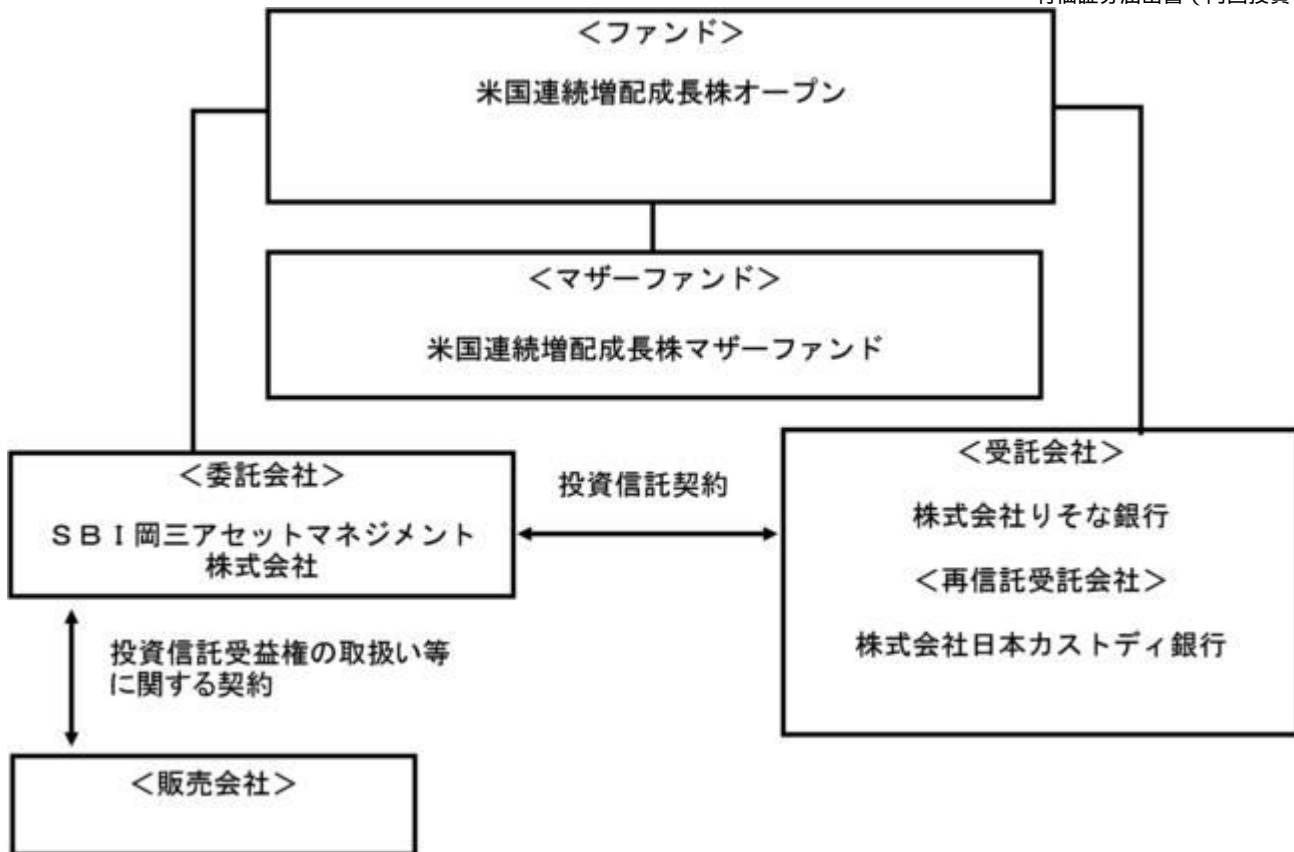 ＜ファンド＞
米国連続増配成長株オープン
＜マザーファンド＞
米国連続増配成長株マザーファンド
＜委託会社＞
ＳＢＩ岡三アセットマネジメント
株式会社
投資信託契約
＜受託会社＞
株式会社りそな銀行
＜再信託受託会社＞
株式会社日本カストディ銀行
投資信託受益権の取扱い等
に関する契約
＜販売会社＞